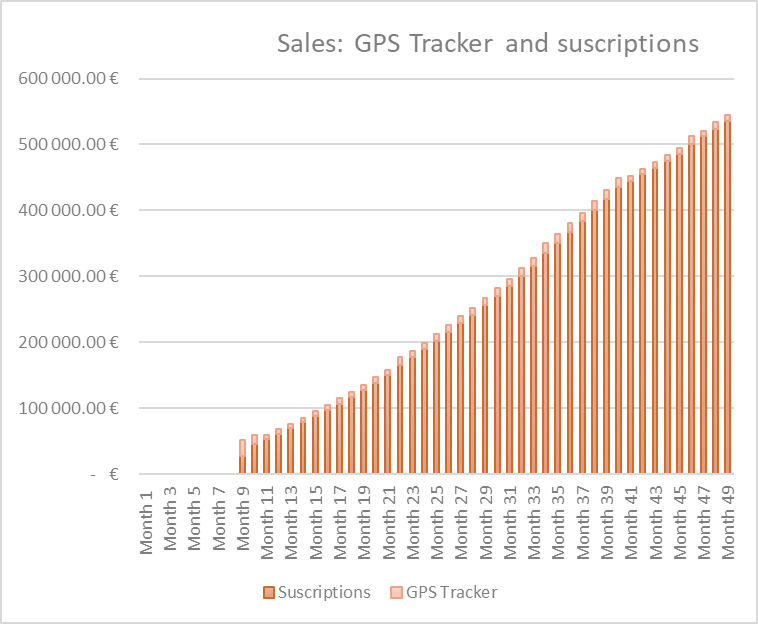 Sales: GPS Tracker and suscriptions
600 000.00 €
500 000.00 €
400 000.00 €
300 000.00 €
200 000.00 €
100 000.00 €
- €
Month 1
Month 3
Month 5
Month 7
Month 9
Month 11
Month 13
Month 15
Month 17
Month 19
Month 21
Month 23
Month 25
Month 27
Month 29
Month 31
Month 33
Month 35
Month 37
Month 39
Month 41
Month 43
Month 45
Month 47
Month 49
Suscriptions
GPS Tracker